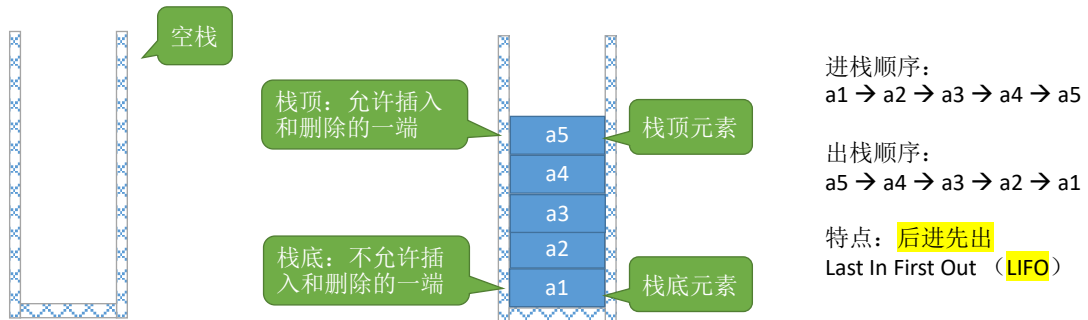 空栈
栈顶：允许插入
和删除的一端
栈底：不允许插
入和删除的一端
a5
a4
a3
a2
a1
栈顶元素
栈底元素
进栈顺序：
a1 → a2 → a3 → a4 → a5
出栈顺序：
a5 → a4 → a3 → a2 → a1
特点：后进先出
Last In First Out （LIFO）